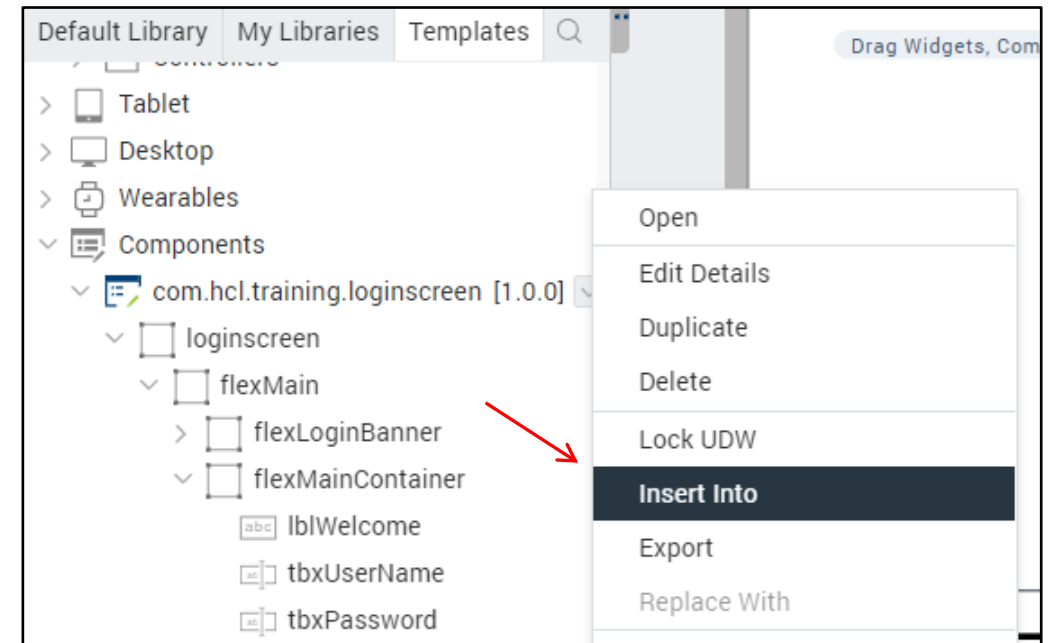 Default Library My Libraries Templates
Drag Widgets, Com
Controllers
Tablet
Desktop
Wearables
Components
com.hcl.training.loginscreen [1.0.0]
loginscreen
flexMain
flexLoginBanner
flexMainContainer
abc lblWelcome
tbxUserName
tbxPassword
Open
Edit Details
Duplicate
Delete
Lock UDW
Insert Into
Export
Replace With